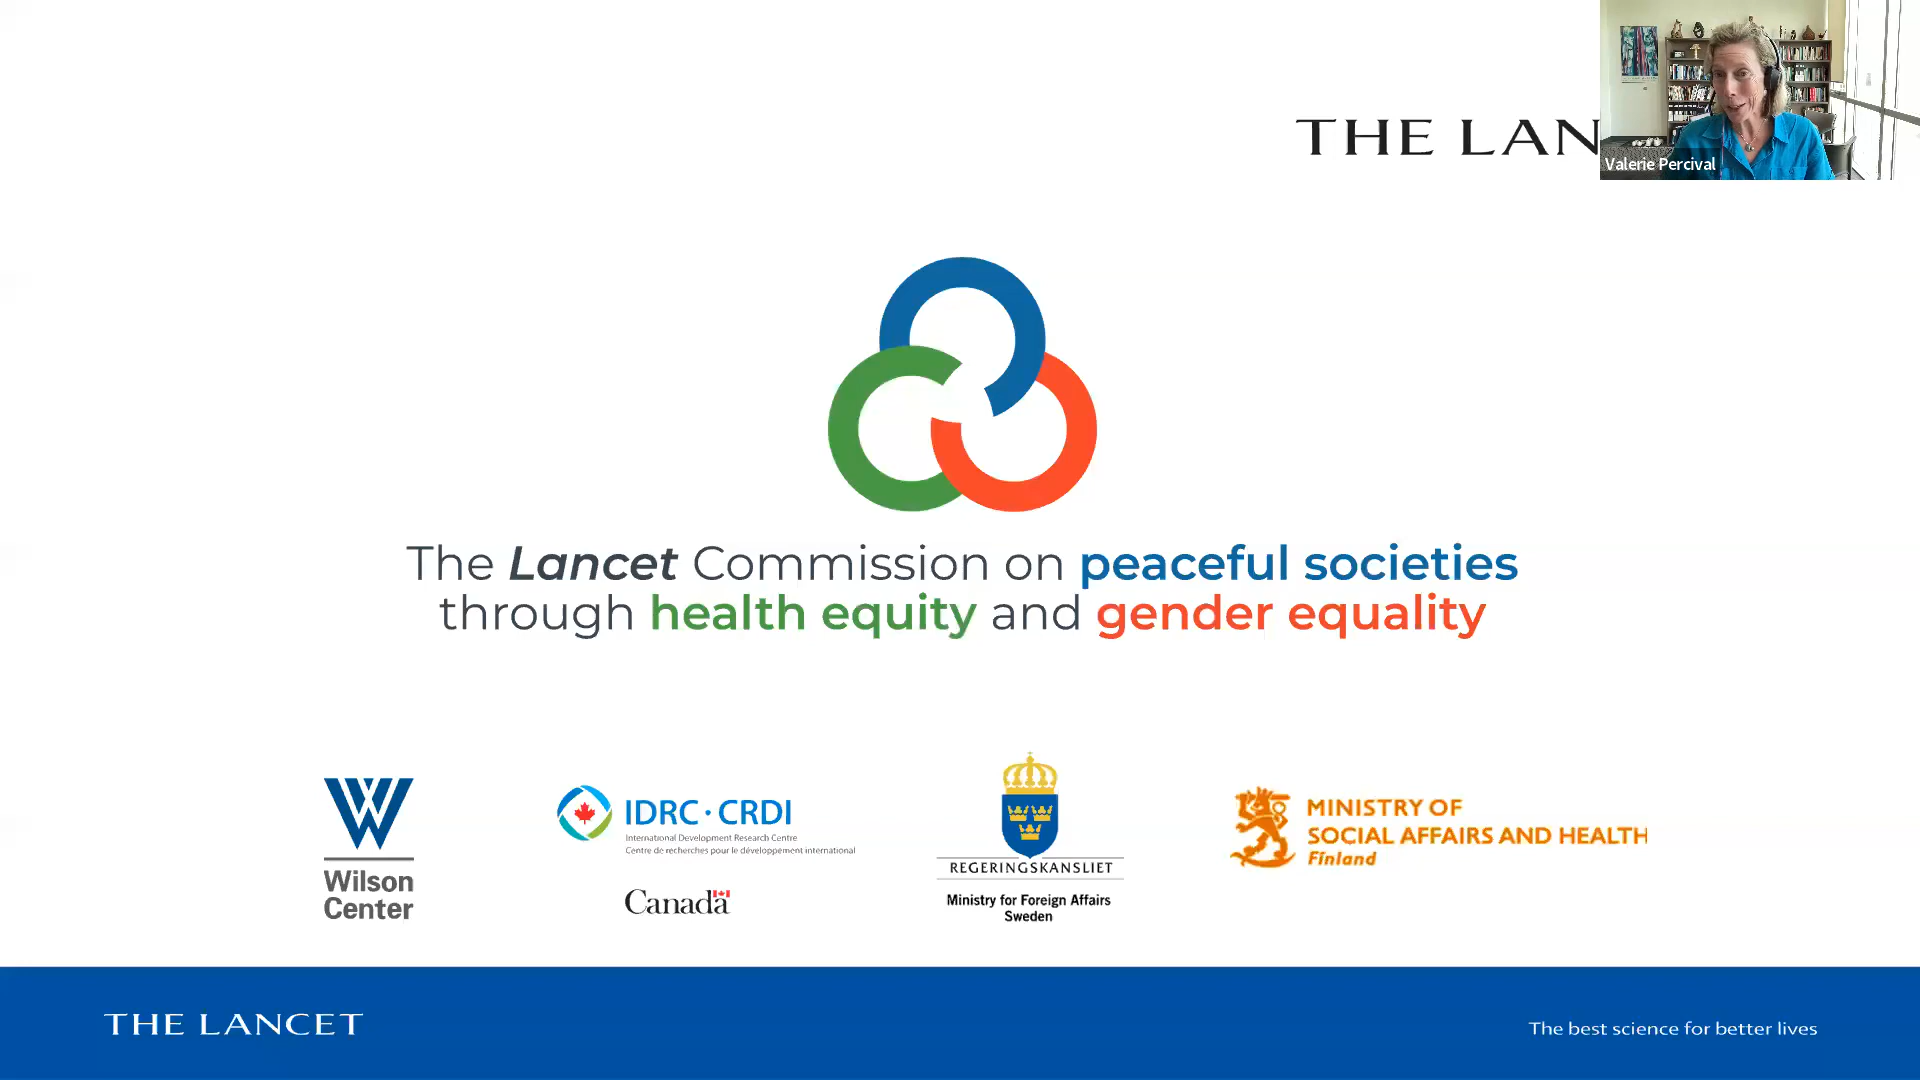 THE LAN
Valerie Percival
The Lancet Commission on peaceful societies
through health equity and gender equality
Wilson
Center
IDRC · CRDI
International Development Research Centre
Centre de recherches pour le développement international
Canada
REGERINGSKANSLIET
Ministry for Foreign Affairs
Sweden
MINISTRY OF
SOCIAL AFFAIRS AND HEALTH
Finland
THE LANCET
The best science for better lives